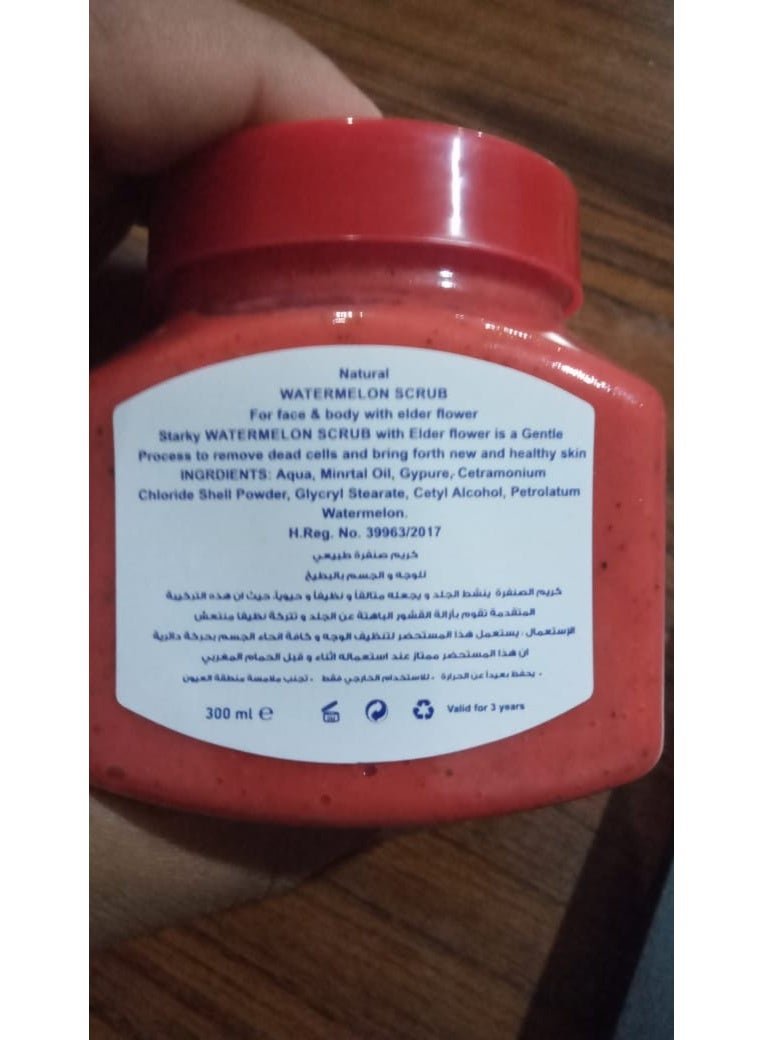 Natural
WATERMELON SCRUB
For face & body with elder flower
Starky WATERMELON SCRUB with Elder flower is a Gentle
Process to remove dead cells and bring forth new and healthy skin
INGRDIENTS: Aqua, Minrtal Oil, Gypure, Cetramonium
Chloride Shell Powder, Glycryl Stearate, Cetyl Alcohol, Petrolatum
Watermelon.
H.Reg. No. 39963/2017
كريم صنفرة طبيعي
للوجه و الجسم بالبطيخ
كريم الصنفرة ينشط الجلد و يجعله متالقاً و نظيفاً و حيوياً، حيث ان هذه التركيبة
المتقدمة تقوم بأزالة القشور الباهتة عن الجلد و تتركة نظيفا منتعش
الإستعمال: يستعمل هذا المستحضر لتنظيف الوجه و كافة انحاء الجسم بحركة دائرية
ان هذا المستحضر ممتاز عند استعماله اثناء و قبل الحمام المغربي
• يحفظ بعيداً عن الحرارة • للاستخدام الخارجي فقط • تجنب ملامسة منطقة العيون
300 ml e Valid for 3 years